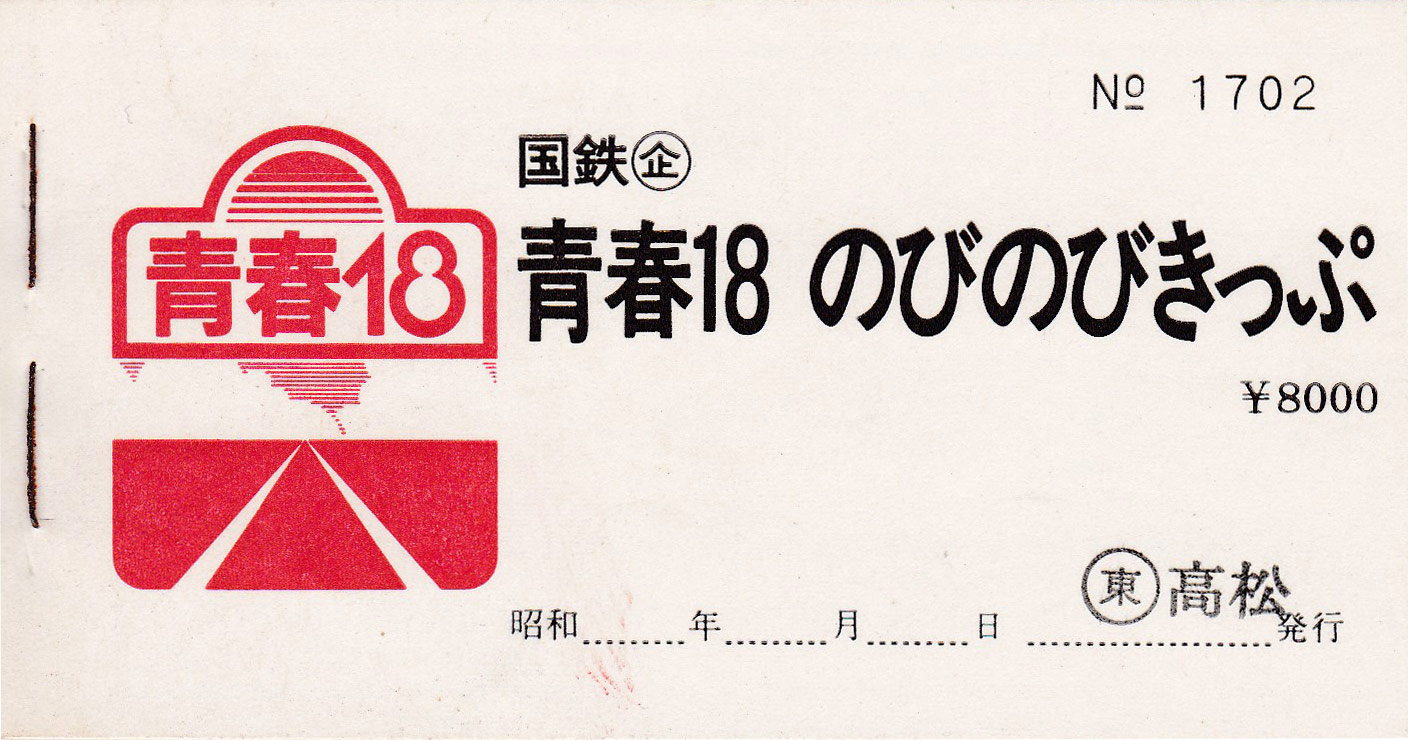 № 1702
国鉄㊭
青春18
青春18 のびのびきっぷ
￥8000
昭和......年......月......日 ............発行
東 高松